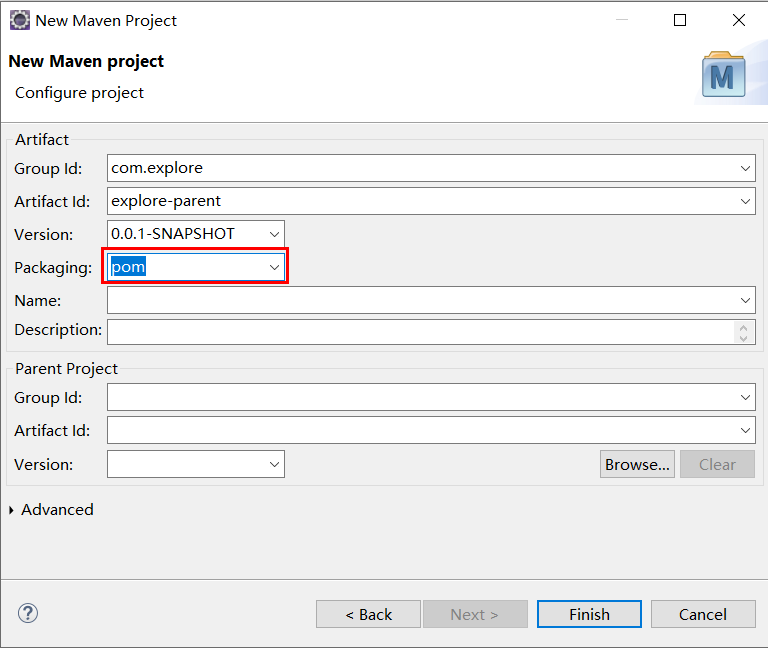 New Maven Project
New Maven project
Configure project
M
Artifact
Group Id: com.explore
Artifact Id: explore-parent
Version: 0.0.1-SNAPSHOT
Packaging: pom
Name:
Description:
Parent Project
Group Id:
Artifact Id:
Version: Browse... Clear
Advanced
? < Back Next > Finish Cancel